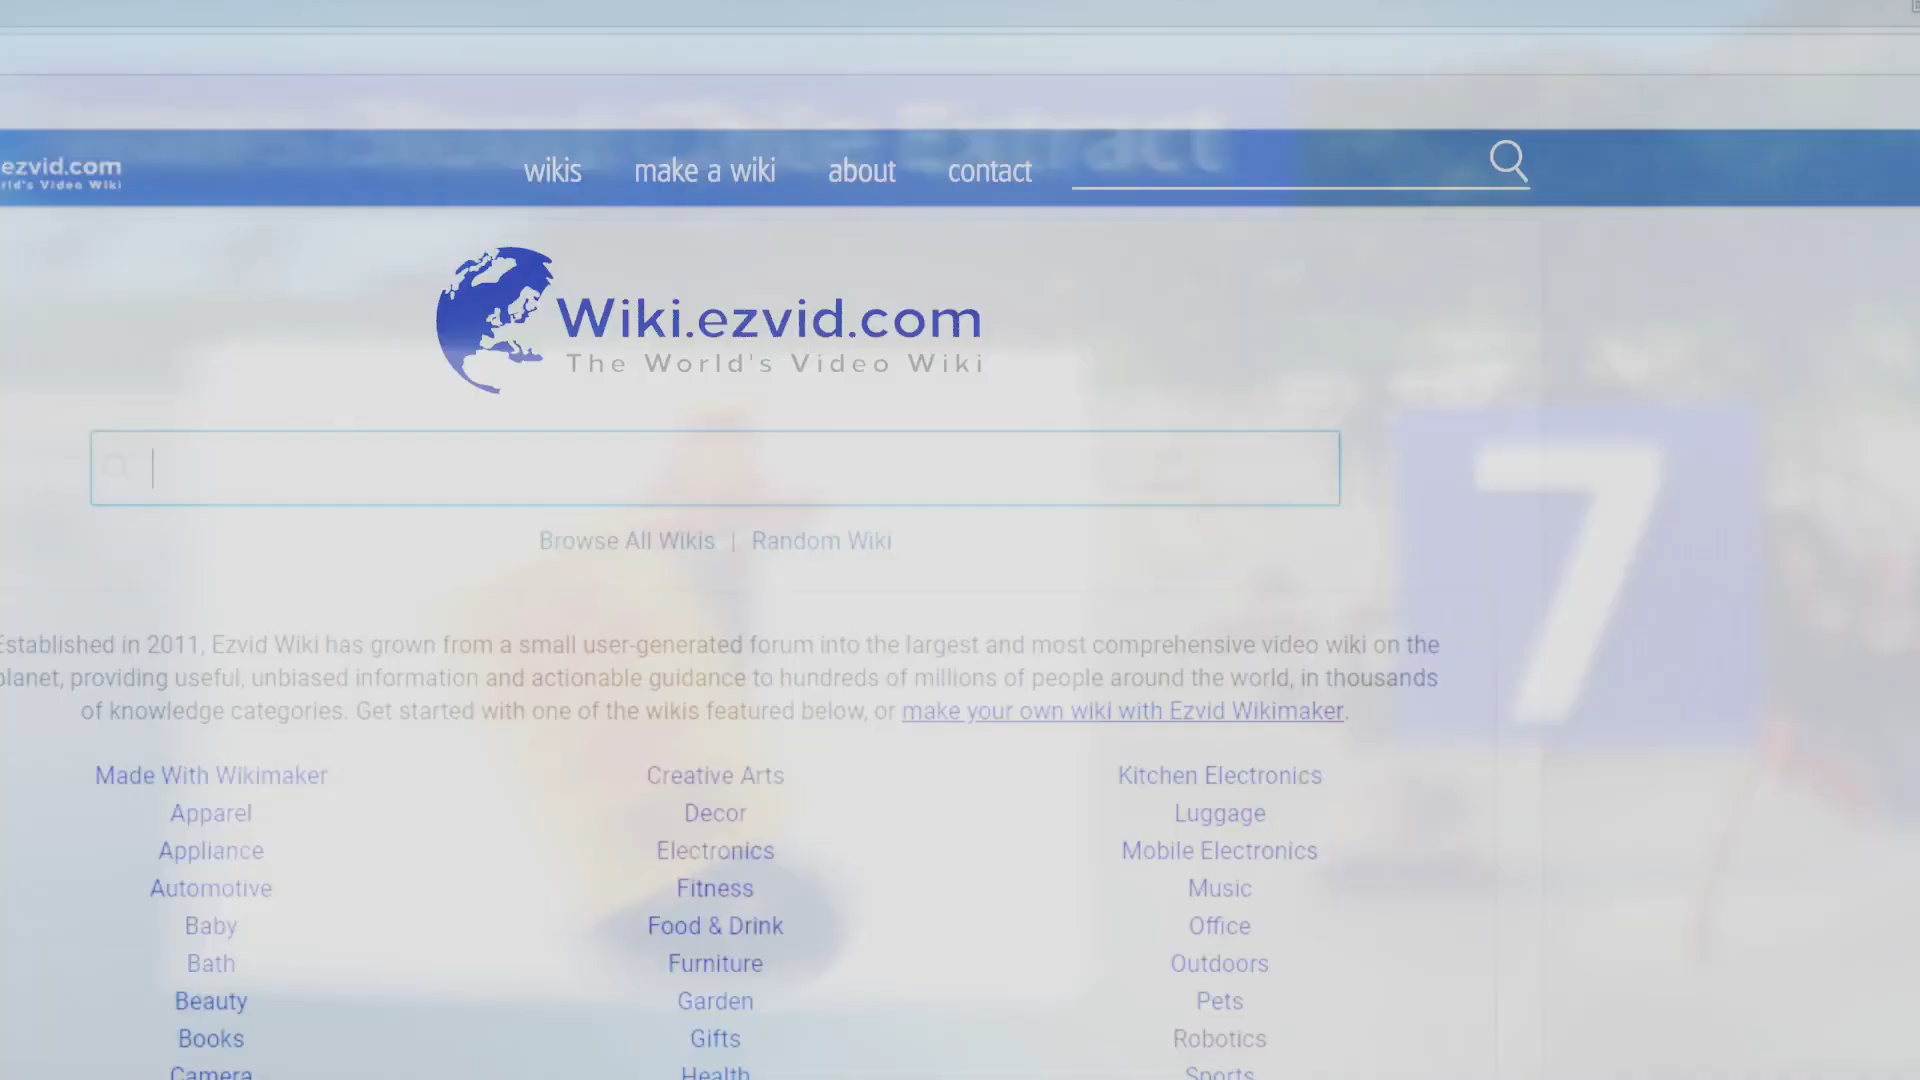 ezvid.com
wikis make a wiki about contact
Wiki.ezvid.com
The World's Video Wiki
Browse All Wikis | Random Wiki
7
Established in 2011, Ezvid Wiki has grown from a small user-generated forum into the largest and most comprehensive video wiki on the
planet, providing useful, unbiased information and actionable guidance to hundreds of millions of people around the world, in thousands
of knowledge categories. Get started with one of the wikis featured below, or make your own wiki with Ezvid Wikimaker.
Made With Wikimaker Creative Arts Kitchen Electronics
Apparel Decor Luggage
Appliance Electronics Mobile Electronics
Automotive Fitness Music
Baby Food & Drink Office
Bath Furniture Outdoors
Beauty Garden Pets
Books Gifts Robotics
Camera Health Sports